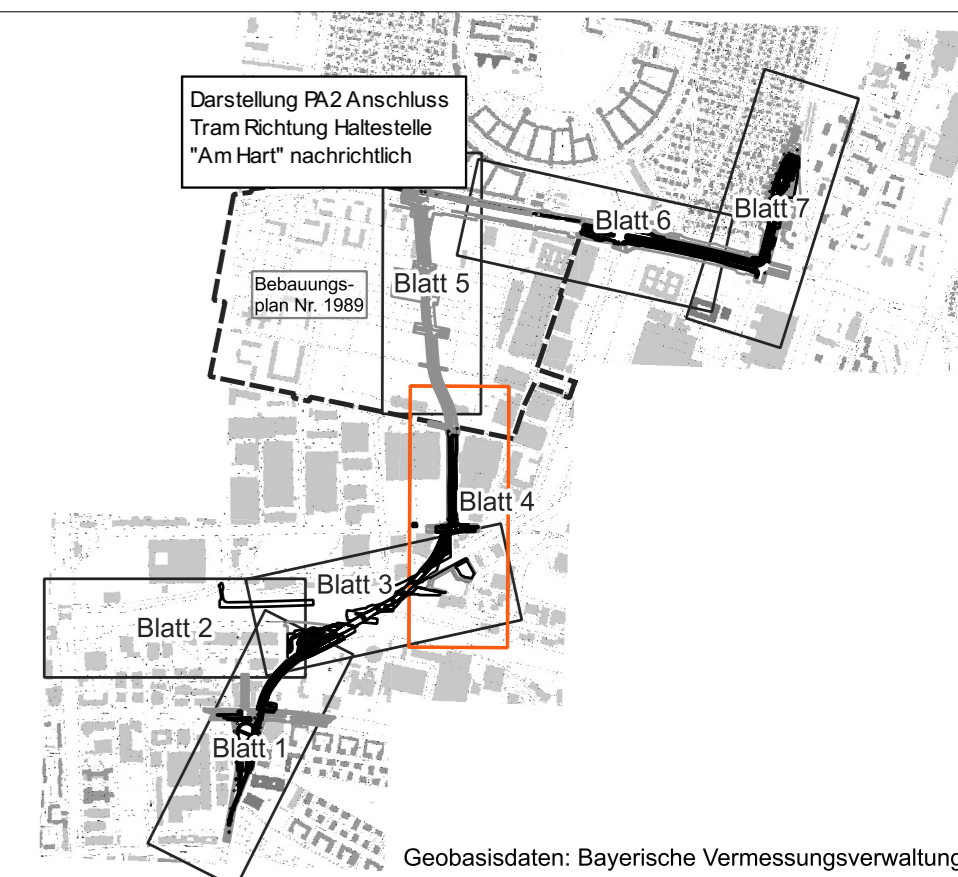 Darstellung PA2 Anschluss
Tram Richtung Haltestelle
"Am Hart" nachrichtlich
Blatt 6
Blatt 7
Bebauungs-
plan Nr. 1989
Blatt 5
Blatt 4
Blatt 3
Blatt 2
Blatt 1
Geobasisdaten: Bayerische Vermessungsverwaltung